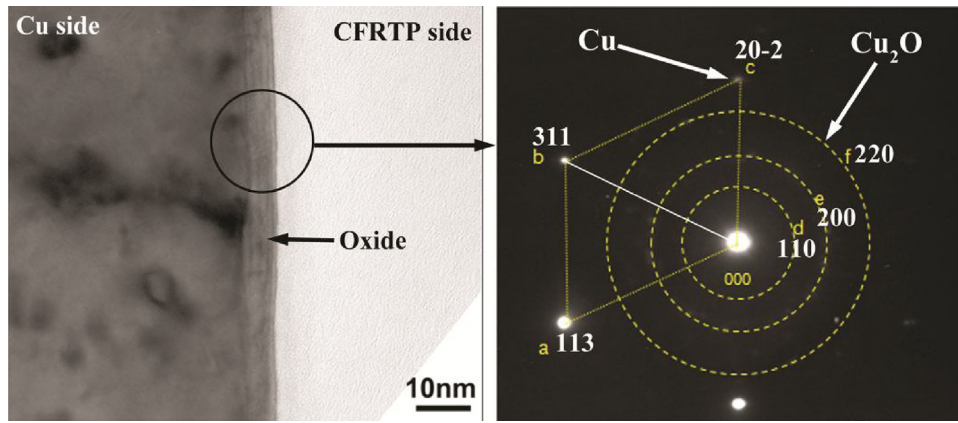 Cu side
CFRTP side
Oxide
10nm
Cu
20-2
c
Cu₂O
311
b
f 220
e
200
d
110
000
a 113